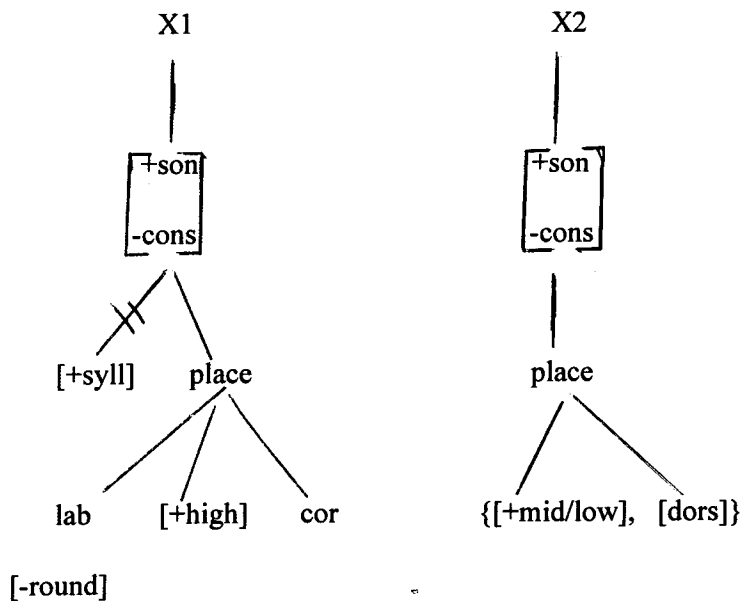 X1 X2
+son +son
-cons -cons
[+syll] place place
lab [+high] cor {[+mid/low], [dors]}
[-round]